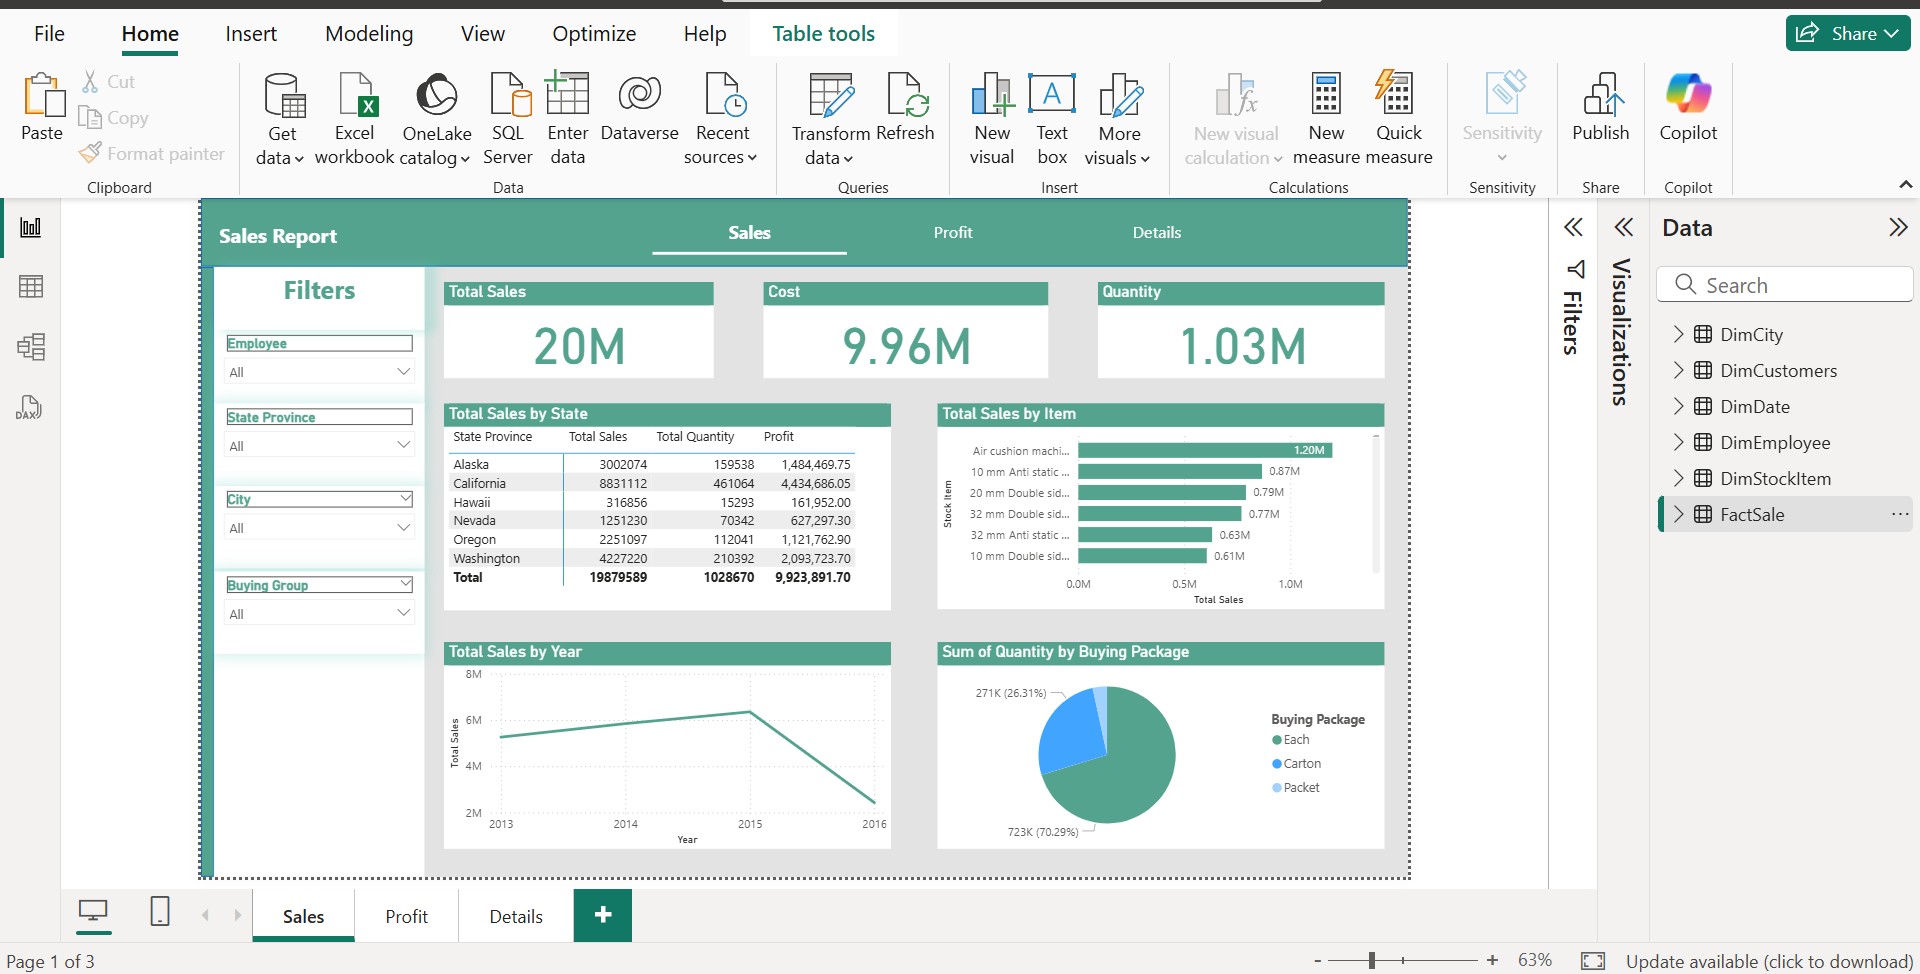 File Home Insert Modeling View Optimize Help Table tools Share
Paste
Cut
Copy
Format painter
Clipboard
Get data
Excel workbook
OneLake catalog
SQL Server
Enter data
Dataverse
Recent sources
Data
Transform data
Refresh
Queries
New visual
Text box
More visuals
Insert
New visual calculation
New measure
Quick measure
Calculations
Sensitivity
Sensitivity
Publish
Share
Copilot
Copilot
DAX
Sales Report
Sales Profit Details
Filters
Employee
All
State Province
All
City
All
Buying Group
All
Total Sales
20M
Cost
9.96M
Quantity
1.03M
Total Sales by State
State Province Total Sales Total Quantity Profit
Alaska 3002074 159538 1,484,469.75
California 8831112 461064 4,434,686.05
Hawaii 316856 15293 161,952.00
Nevada 1251230 70342 627,297.30
Oregon 2251097 112041 1,121,762.90
Washington 4227220 210392 2,093,723.70
Total 19879589 1028670 9,923,891.70
Total Sales by Item
Stock Item
Air cushion machi... 1.20M
10 mm Anti static ... 0.87M
20 mm Double sid... 0.79M
32 mm Double sid... 0.77M
32 mm Anti static ... 0.63M
10 mm Double sid... 0.61M
0.0M 0.5M 1.0M
Total Sales
Total Sales by Year
Total Sales
8M
6M
4M
2M
2013 2014 2015 2016
Year
Sum of Quantity by Buying Package
271K (26.31%)
723K (70.29%)
Buying Package
Each
Carton
Packet
Filters
Visualizations
Data
Search
DimCity
DimCustomers
DimDate
DimEmployee
DimStockItem
FactSale
Sales Profit Details +
Page 1 of 3
- + 63%
Update available (click to download)